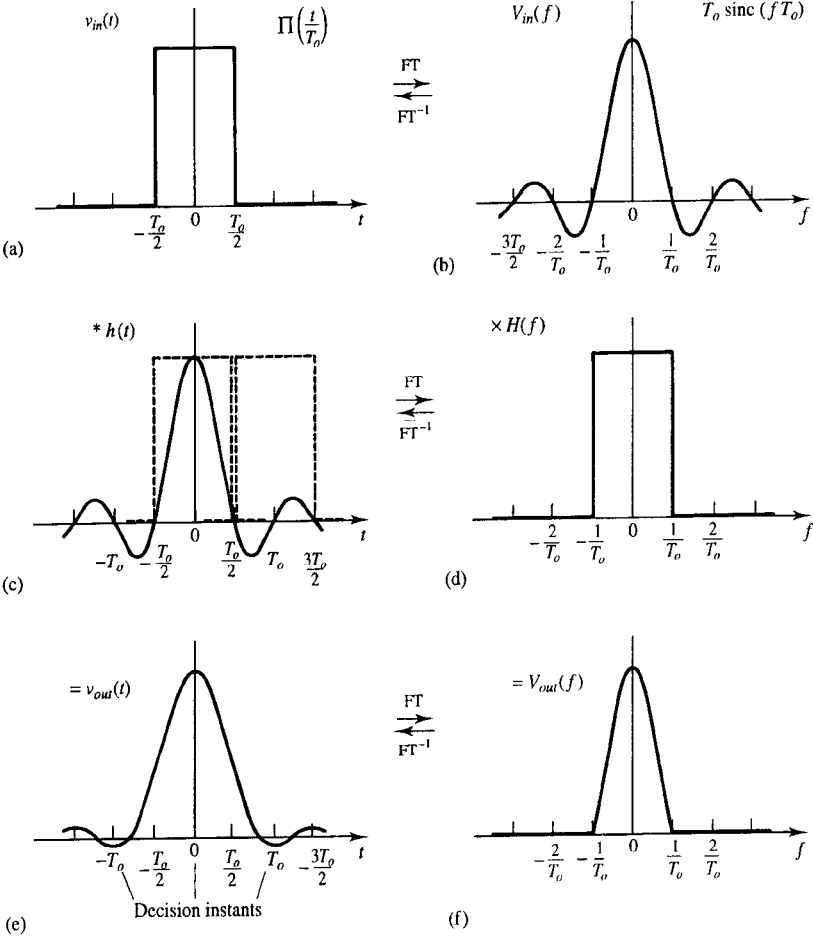 v_in(t)
Π(t/T_o)
V_in(f)
T_o sinc (fT_o)
FT
FT⁻¹
-T_o/2 0 T_o/2 t
(a)
-3T_o/2 -2/T_o -1/T_o 0 1/T_o 2/T_o f
(b)
* h(t)
× H(f)
FT
FT⁻¹
-T_o -T_o/2 0 T_o/2 T_o 3T_o/2 t
(c)
-2/T_o -1/T_o 0 1/T_o 2/T_o f
(d)
= v_out(t)
= V_out(f)
FT
FT⁻¹
-T_o -T_o/2 0 T_o/2 T_o -3T_o/2 t
Decision instants
(e)
-2/T_o -1/T_o 0 1/T_o 2/T_o f
(f)